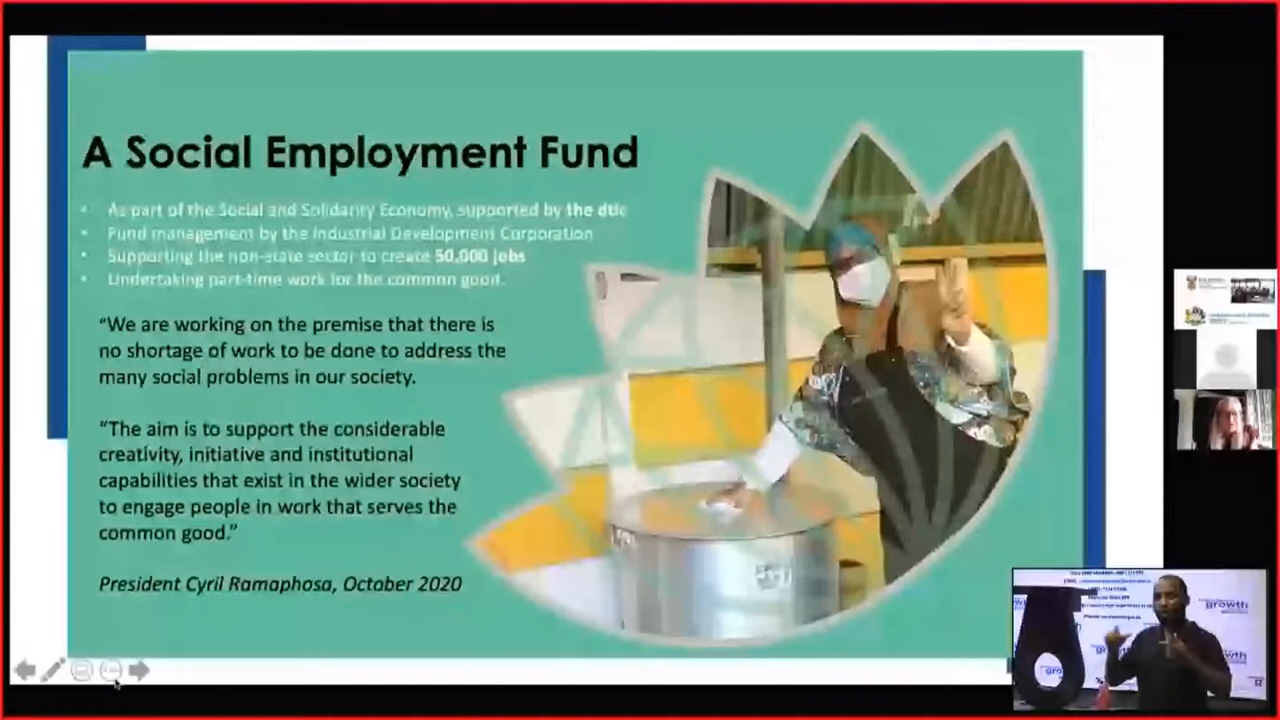 A Social Employment Fund
• As part of the Social and Solidarity Economy, supported by the dtic
• Fund management by the Industrial Development Corporation
• Supporting the non-state sector to create 50,000 jobs
• Undertaking part-time work for the common good.
“We are working on the premise that there is
no shortage of work to be done to address the
many social problems in our society.
“The aim is to support the considerable
creativity, initiative and institutional
capabilities that exist in the wider society
to engage people in work that serves the
common good.”
President Cyril Ramaphosa, October 2020
growth